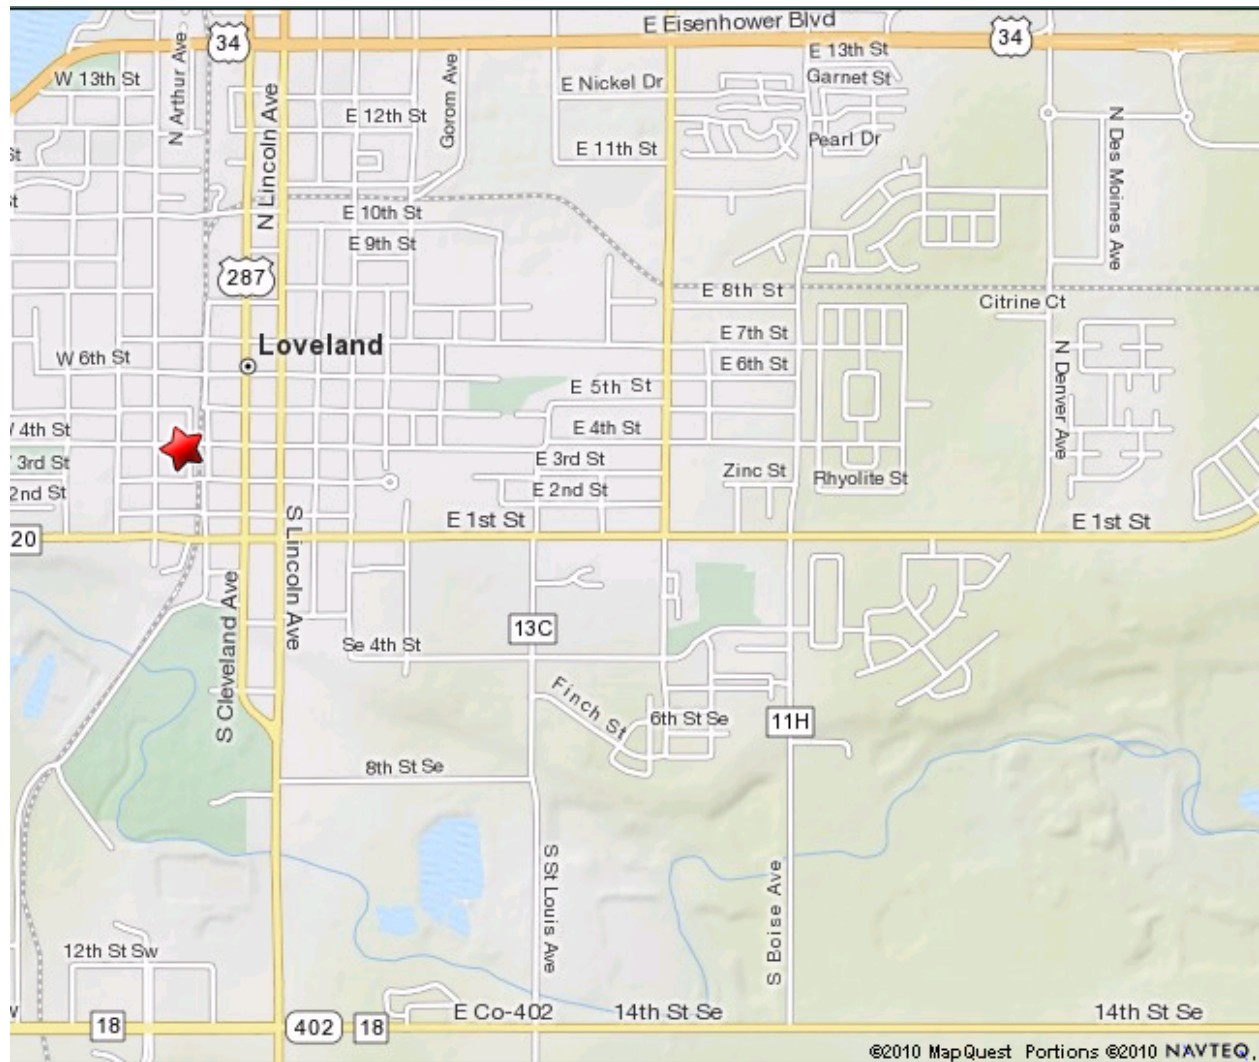 E Eisenhower Blvd
34
34
W 13th St
N Arthur Ave
E 13th St
Garnet St
E Nickel Dr
Gorom Ave
E 12th St
N Lincoln Ave
Pearl Dr
E 11th St
N Des Moines Ave
St
St
E 10th St
E 9th St
287
E 8th St
Citrine Ct
E 7th St
Loveland
W 6th St
E 6th St
E 5th St
N Denver Ave
4th St
E 4th St
3rd St
E 3rd St
Zinc St
Rhyolite St
2nd St
E 2nd St
E 1st St
E 1st St
20
S Lincoln Ave
S Cleveland Ave
13C
Se 4th St
Finch St
6th St Se
11H
8th St Se
S St Louis Ave
S Boise Ave
12th St Sw
E Co-402
14th St Se
14th St Se
18
402
18
©2010 MapQuest Portions ©2010 NAVTEQ